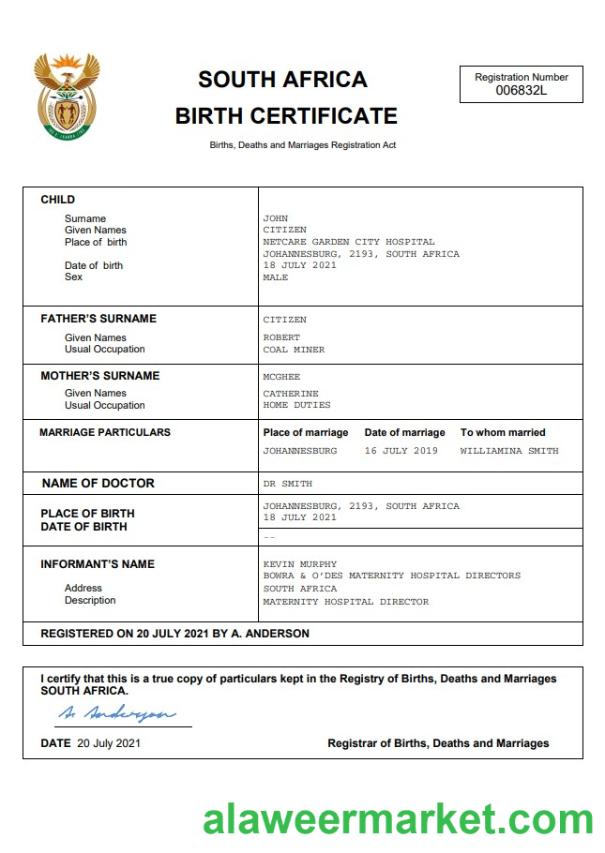 SOUTH AFRICA
BIRTH CERTIFICATE
Births, Deaths and Marriages Registration Act
Registration Number
006832L
CHILD
Surname JOHN
Given Names CITIZEN
Place of birth NETCARE GARDEN CITY HOSPITAL
JOHANNESBURG, 2193, SOUTH AFRICA
Date of birth 18 JULY 2021
Sex MALE
FATHER'S SURNAME CITIZEN
Given Names ROBERT
Usual Occupation COAL MINER
MOTHER'S SURNAME MCGHEE
Given Names CATHERINE
Usual Occupation HOME DUTIES
MARRIAGE PARTICULARS Place of marriage Date of marriage To whom married
JOHANNESBURG 16 JULY 2019 WILLIAMINA SMITH
NAME OF DOCTOR DR SMITH
PLACE OF BIRTH JOHANNESBURG, 2193, SOUTH AFRICA
DATE OF BIRTH 18 JULY 2021
--
INFORMANT'S NAME KEVIN MURPHY
BOWRA & O'DES MATERNITY HOSPITAL DIRECTORS
Address SOUTH AFRICA
Description MATERNITY HOSPITAL DIRECTOR
REGISTERED ON 20 JULY 2021 BY A. ANDERSON
I certify that this is a true copy of particulars kept in the Registry of Births, Deaths and Marriages
SOUTH AFRICA.
A. Anderson
DATE 20 July 2021 Registrar of Births, Deaths and Marriages
alaweermarket.com